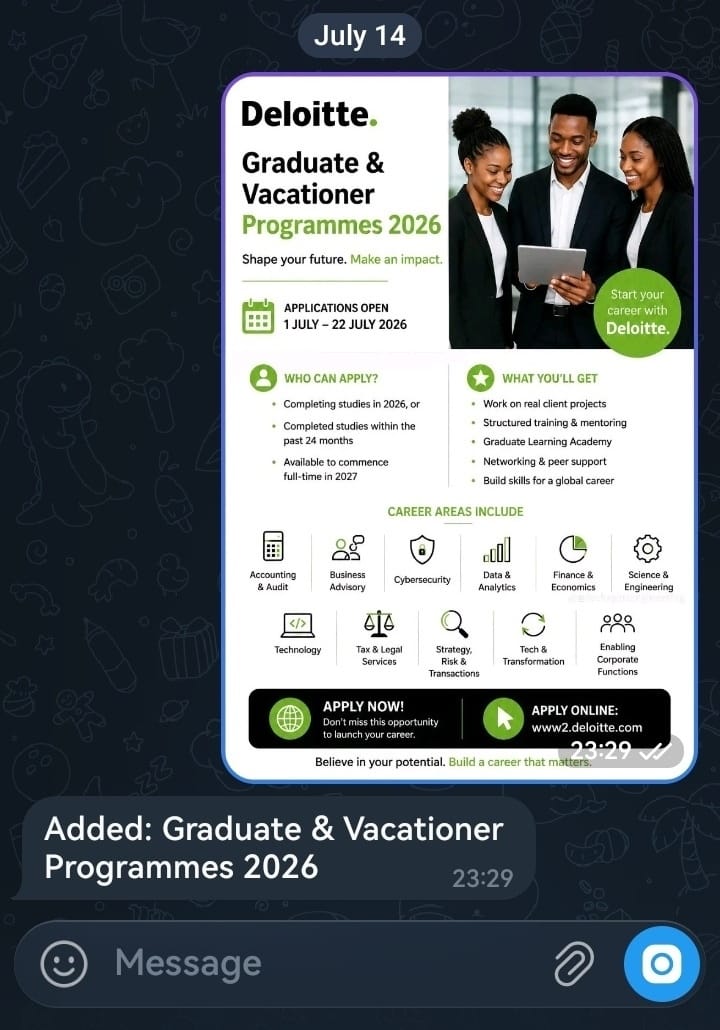 July 14
Deloitte.
Graduate &
Vacationer
Programmes 2026
Shape your future. Make an impact.
APPLICATIONS OPEN
1 JULY – 22 JULY 2026
Start your
career with
Deloitte.
WHO CAN APPLY?
• Completing studies in 2026, or
• Completed studies within the
past 24 months
• Available to commence
full-time in 2027
WHAT YOU'LL GET
• Work on real client projects
• Structured training & mentoring
• Graduate Learning Academy
• Networking & peer support
• Build skills for a global career
CAREER AREAS INCLUDE
Accounting
& Audit
Business
Advisory
Cybersecurity
Data &
Analytics
Finance &
Economics
Science &
Engineering
Technology
Tax & Legal
Services
Strategy,
Risk &
Transactions
Tech &
Transformation
Enabling
Corporate
Functions
APPLY NOW!
Don't miss this opportunity
to launch your career.
APPLY ONLINE:
www2.deloitte.com
23:29
Believe in your potential. Build a career that matters.
Added: Graduate & Vacationer
Programmes 2026
23:29
Message